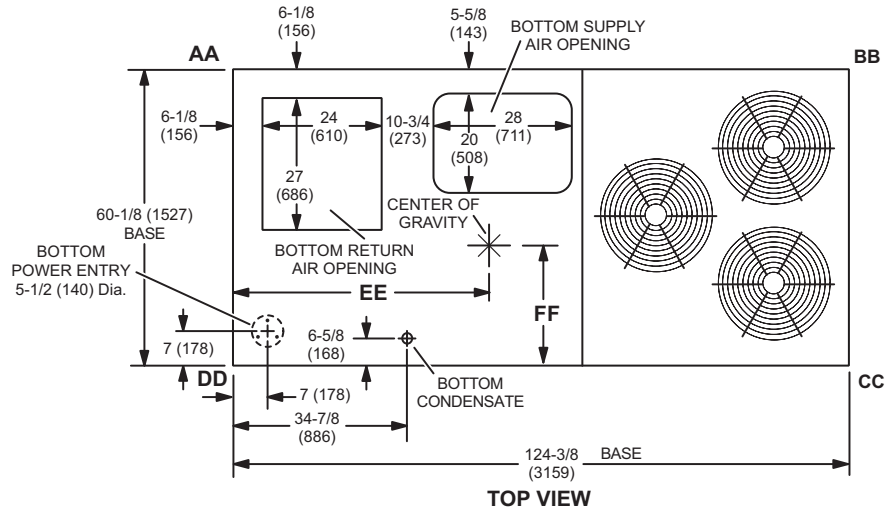 6-1/8
(156)
5-5/8
(143)
BOTTOM SUPPLY
AIR OPENING
AA
BB
6-1/8
(156)
24
(610)
10-3/4
(273)
28
(711)
20
(508)
27
(686)
CENTER OF
GRAVITY
60-1/8 (1527)
BASE
BOTTOM
POWER ENTRY
5-1/2 (140) Dia.
BOTTOM RETURN
AIR OPENING
EE
FF
7 (178)
6-5/8
(168)
DD
7 (178)
BOTTOM
CONDENSATE
CC
34-7/8
(886)
124-3/8
(3159)
BASE
TOP VIEW